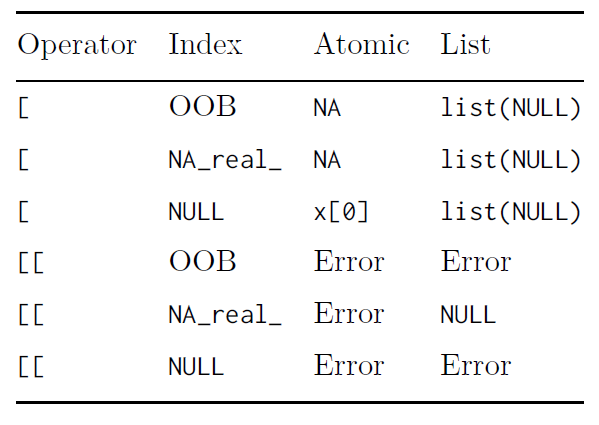 Operator Index Atomic List
[ OOB NA list(NULL)
[ NA_real_ NA list(NULL)
[ NULL x[0] list(NULL)
[[ OOB Error Error
[[ NA_real_ Error NULL
[[ NULL Error Error